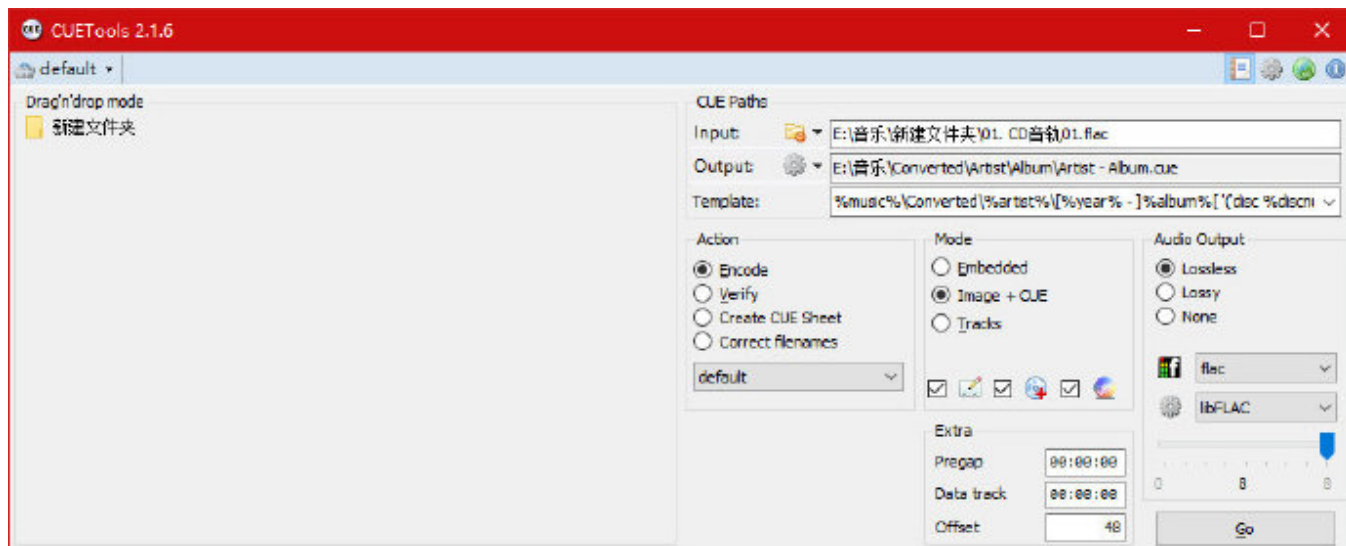 CUETools 2.1.6
default
Drag'n'drop mode
新建文件夹
CUE Paths
Input: E:\音乐\新建文件夹\01. CD音轨01.flac
Output: E:\音乐\Converted\Artist\Album\Artist - Album.cue
Template: %music%\Converted\%artist%\[%year% - ]%album%[ '('disc %discnu
Action
Encode
Verify
Create CUE Sheet
Correct filenames
default
Mode
Embedded
Image + CUE
Tracks
Audio Output
Lossless
Lossy
None
flac
libFLAC
0 8 8
Extra
Pregap 00:00:00
Data track 00:00:00
Offset 48
Go